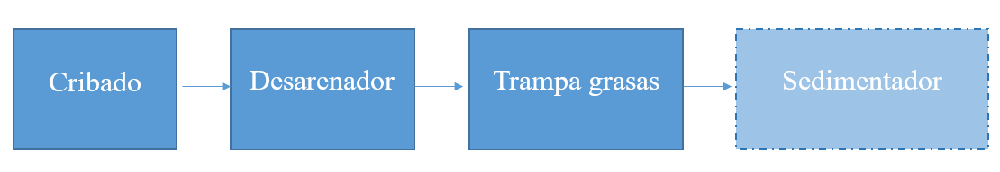 Cribado
Desarenador
Trampa grasas
Sedimentador